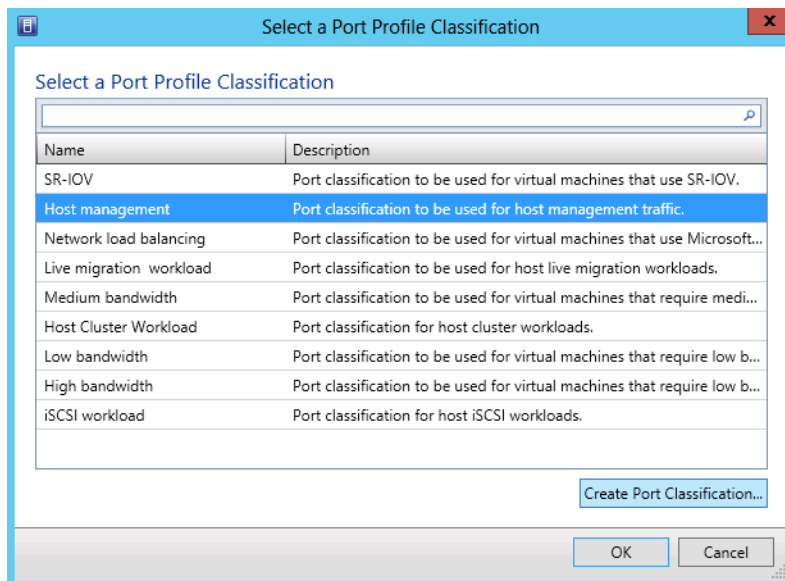 Select a Port Profile Classification
Select a Port Profile Classification
Name Description
SR-IOV Port classification to be used for virtual machines that use SR-IOV.
Host management Port classification to be used for host management traffic.
Network load balancing Port classification to be used for virtual machines that use Microsoft...
Live migration workload Port classification to be used for host live migration workloads.
Medium bandwidth Port classification to be used for virtual machines that require medi...
Host Cluster Workload Port classification for host cluster workloads.
Low bandwidth Port classification to be used for virtual machines that require low b...
High bandwidth Port classification to be used for virtual machines that require low b...
iSCSI workload Port classification for host iSCSI workloads.
Create Port Classification...
OK Cancel